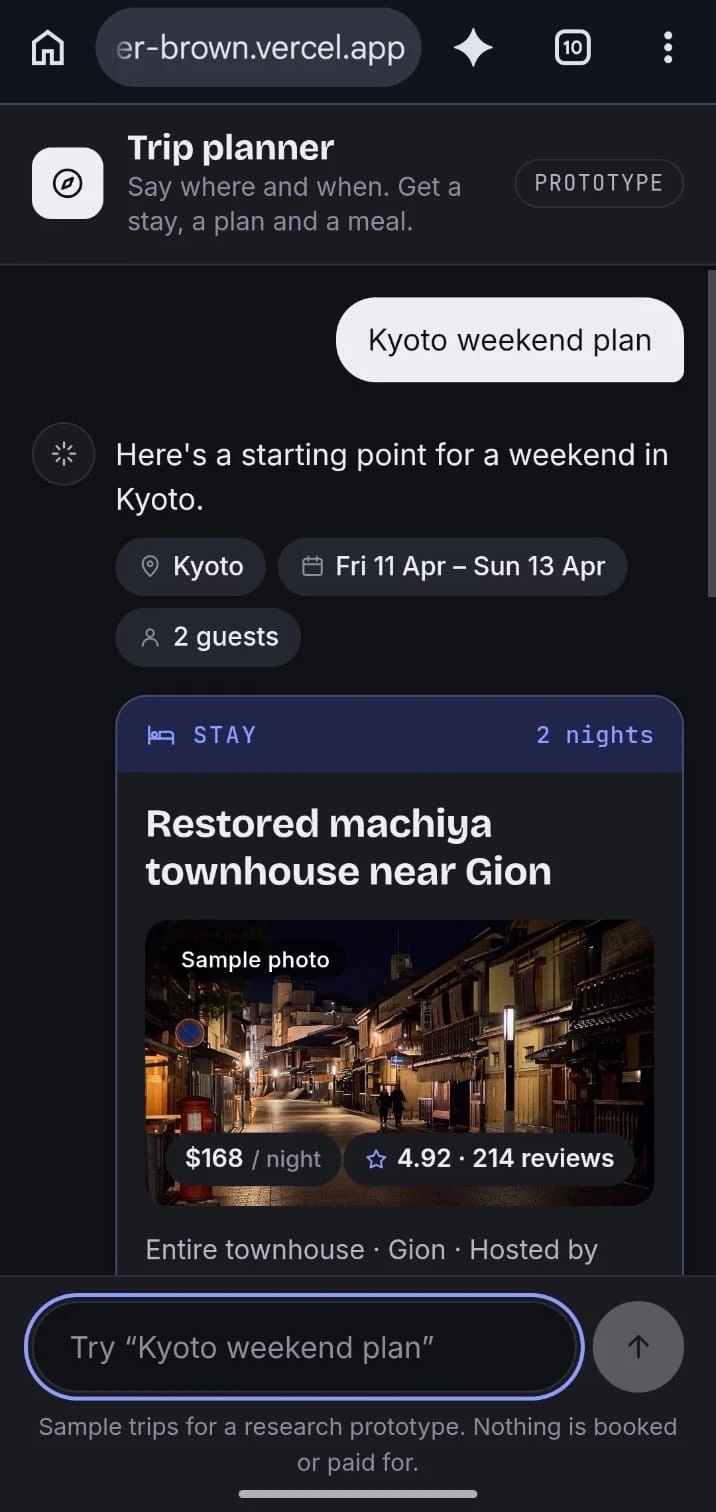 er-brown.vercel.app
10
Trip planner
Say where and when. Get a
stay, a plan and a meal.
PROTOTYPE
Kyoto weekend plan
Here's a starting point for a weekend in
Kyoto.
Kyoto
Fri 11 Apr – Sun 13 Apr
2 guests
STAY
2 nights
Restored machiya
townhouse near Gion
Sample photo
$168 / night
4.92 · 214 reviews
Entire townhouse · Gion · Hosted by
Try “Kyoto weekend plan”
Sample trips for a research prototype. Nothing is booked
or paid for.